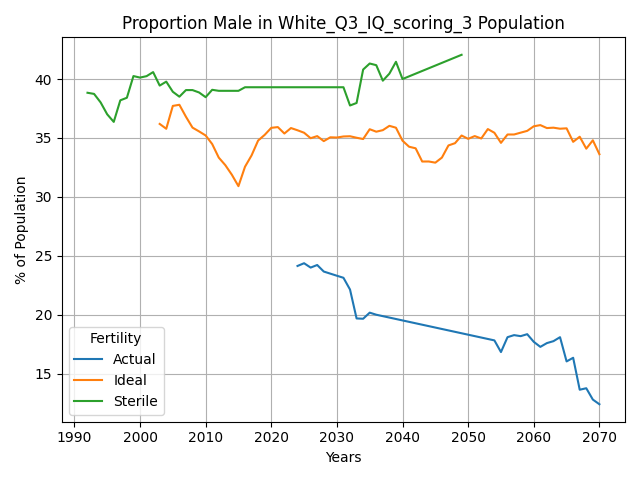 Proportion Male in White_Q3_IQ_scoring_3 Population
% of Population
40
35
30
25
20
15
Fertility
Actual
Ideal
Sterile
1990 2000 2010 2020 2030 2040 2050 2060 2070
Years